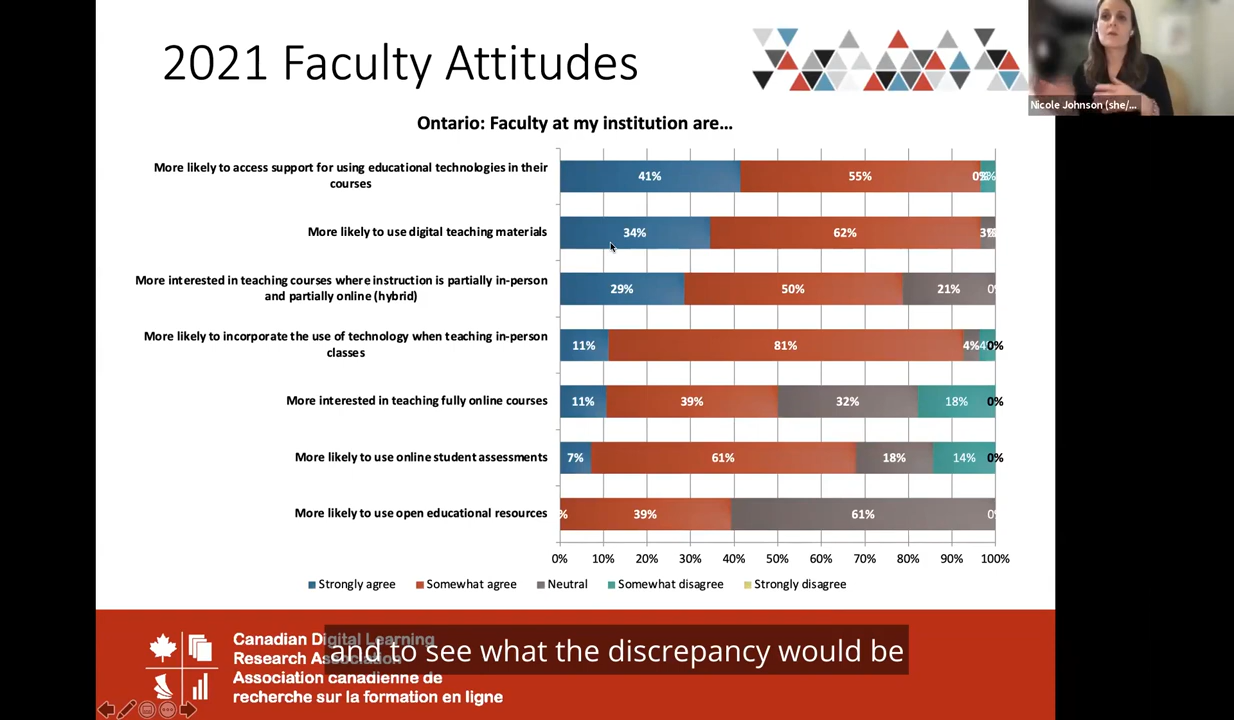 2021 Faculty Attitudes
Nicole Johnson (she/...
Ontario: Faculty at my institution are...
More likely to access support for using educational technologies in their
courses
41% 55% 0%
More likely to use digital teaching materials
34% 62%
More interested in teaching courses where instruction is partially in-person
and partially online (hybrid)
29% 50% 21%
More likely to incorporate the use of technology when teaching in-person
classes
11% 81% 4% 0%
More interested in teaching fully online courses
11% 39% 32% 18% 0%
More likely to use online student assessments
7% 61% 18% 14% 0%
More likely to use open educational resources
39% 61%
0% 10% 20% 30% 40% 50% 60% 70% 80% 90% 100%
Strongly agree Somewhat agree Neutral Somewhat disagree Strongly disagree
Canadian Digital Learning
Research Association
Association canadienne de
recherche sur la formation en ligne
and to see what the discrepancy would be